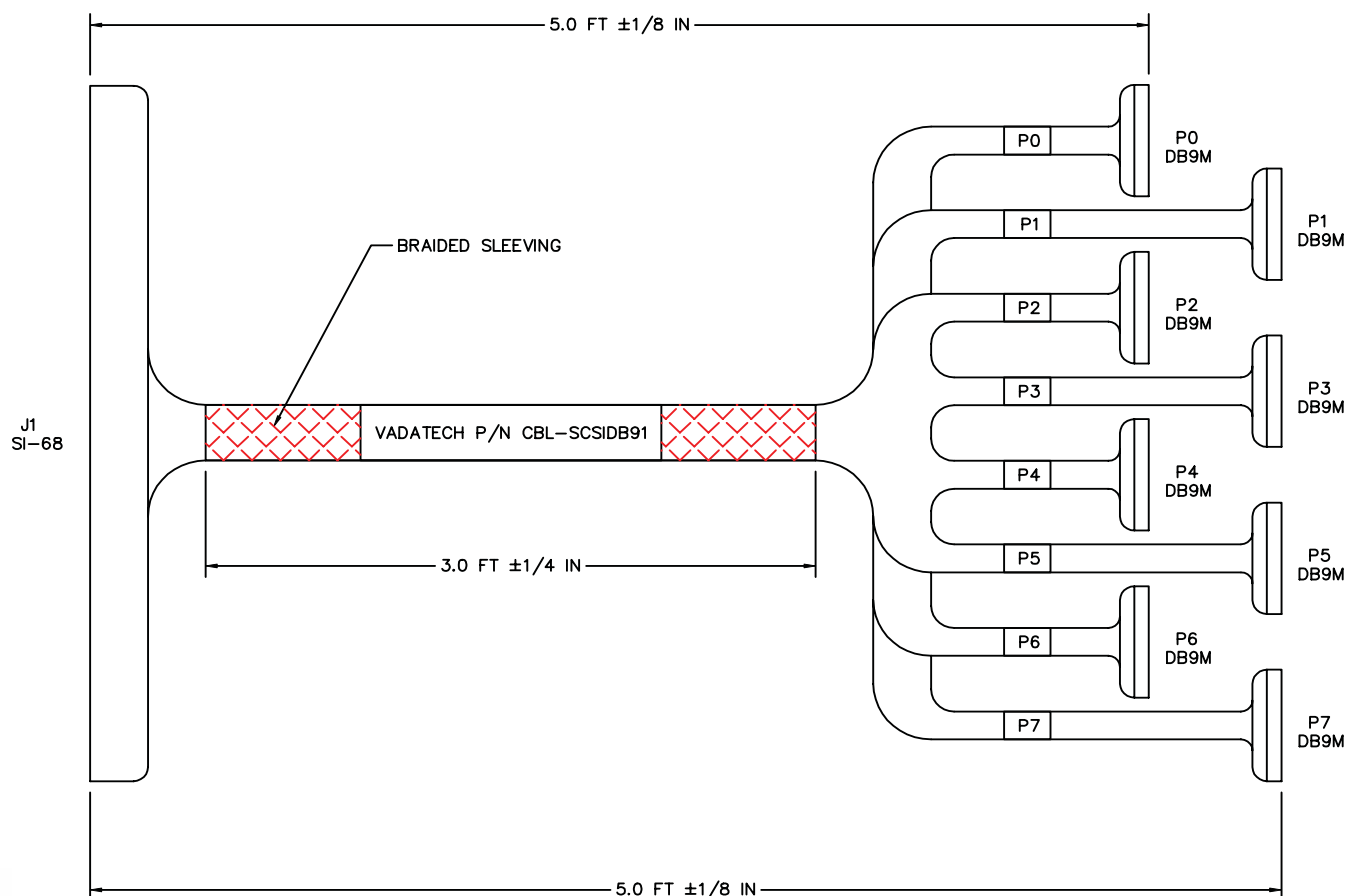 5.0 FT ±1/8 IN
P0
P0
DB9M
P1
P1
DB9M
BRAIDED SLEEVING
P2
P2
DB9M
P3
P3
DB9M
J1
SI-68
VADATECH P/N CBL-SCSIDB91
P4
P4
DB9M
3.0 FT ±1/4 IN
P5
P5
DB9M
P6
P6
DB9M
P7
P7
DB9M
5.0 FT ±1/8 IN